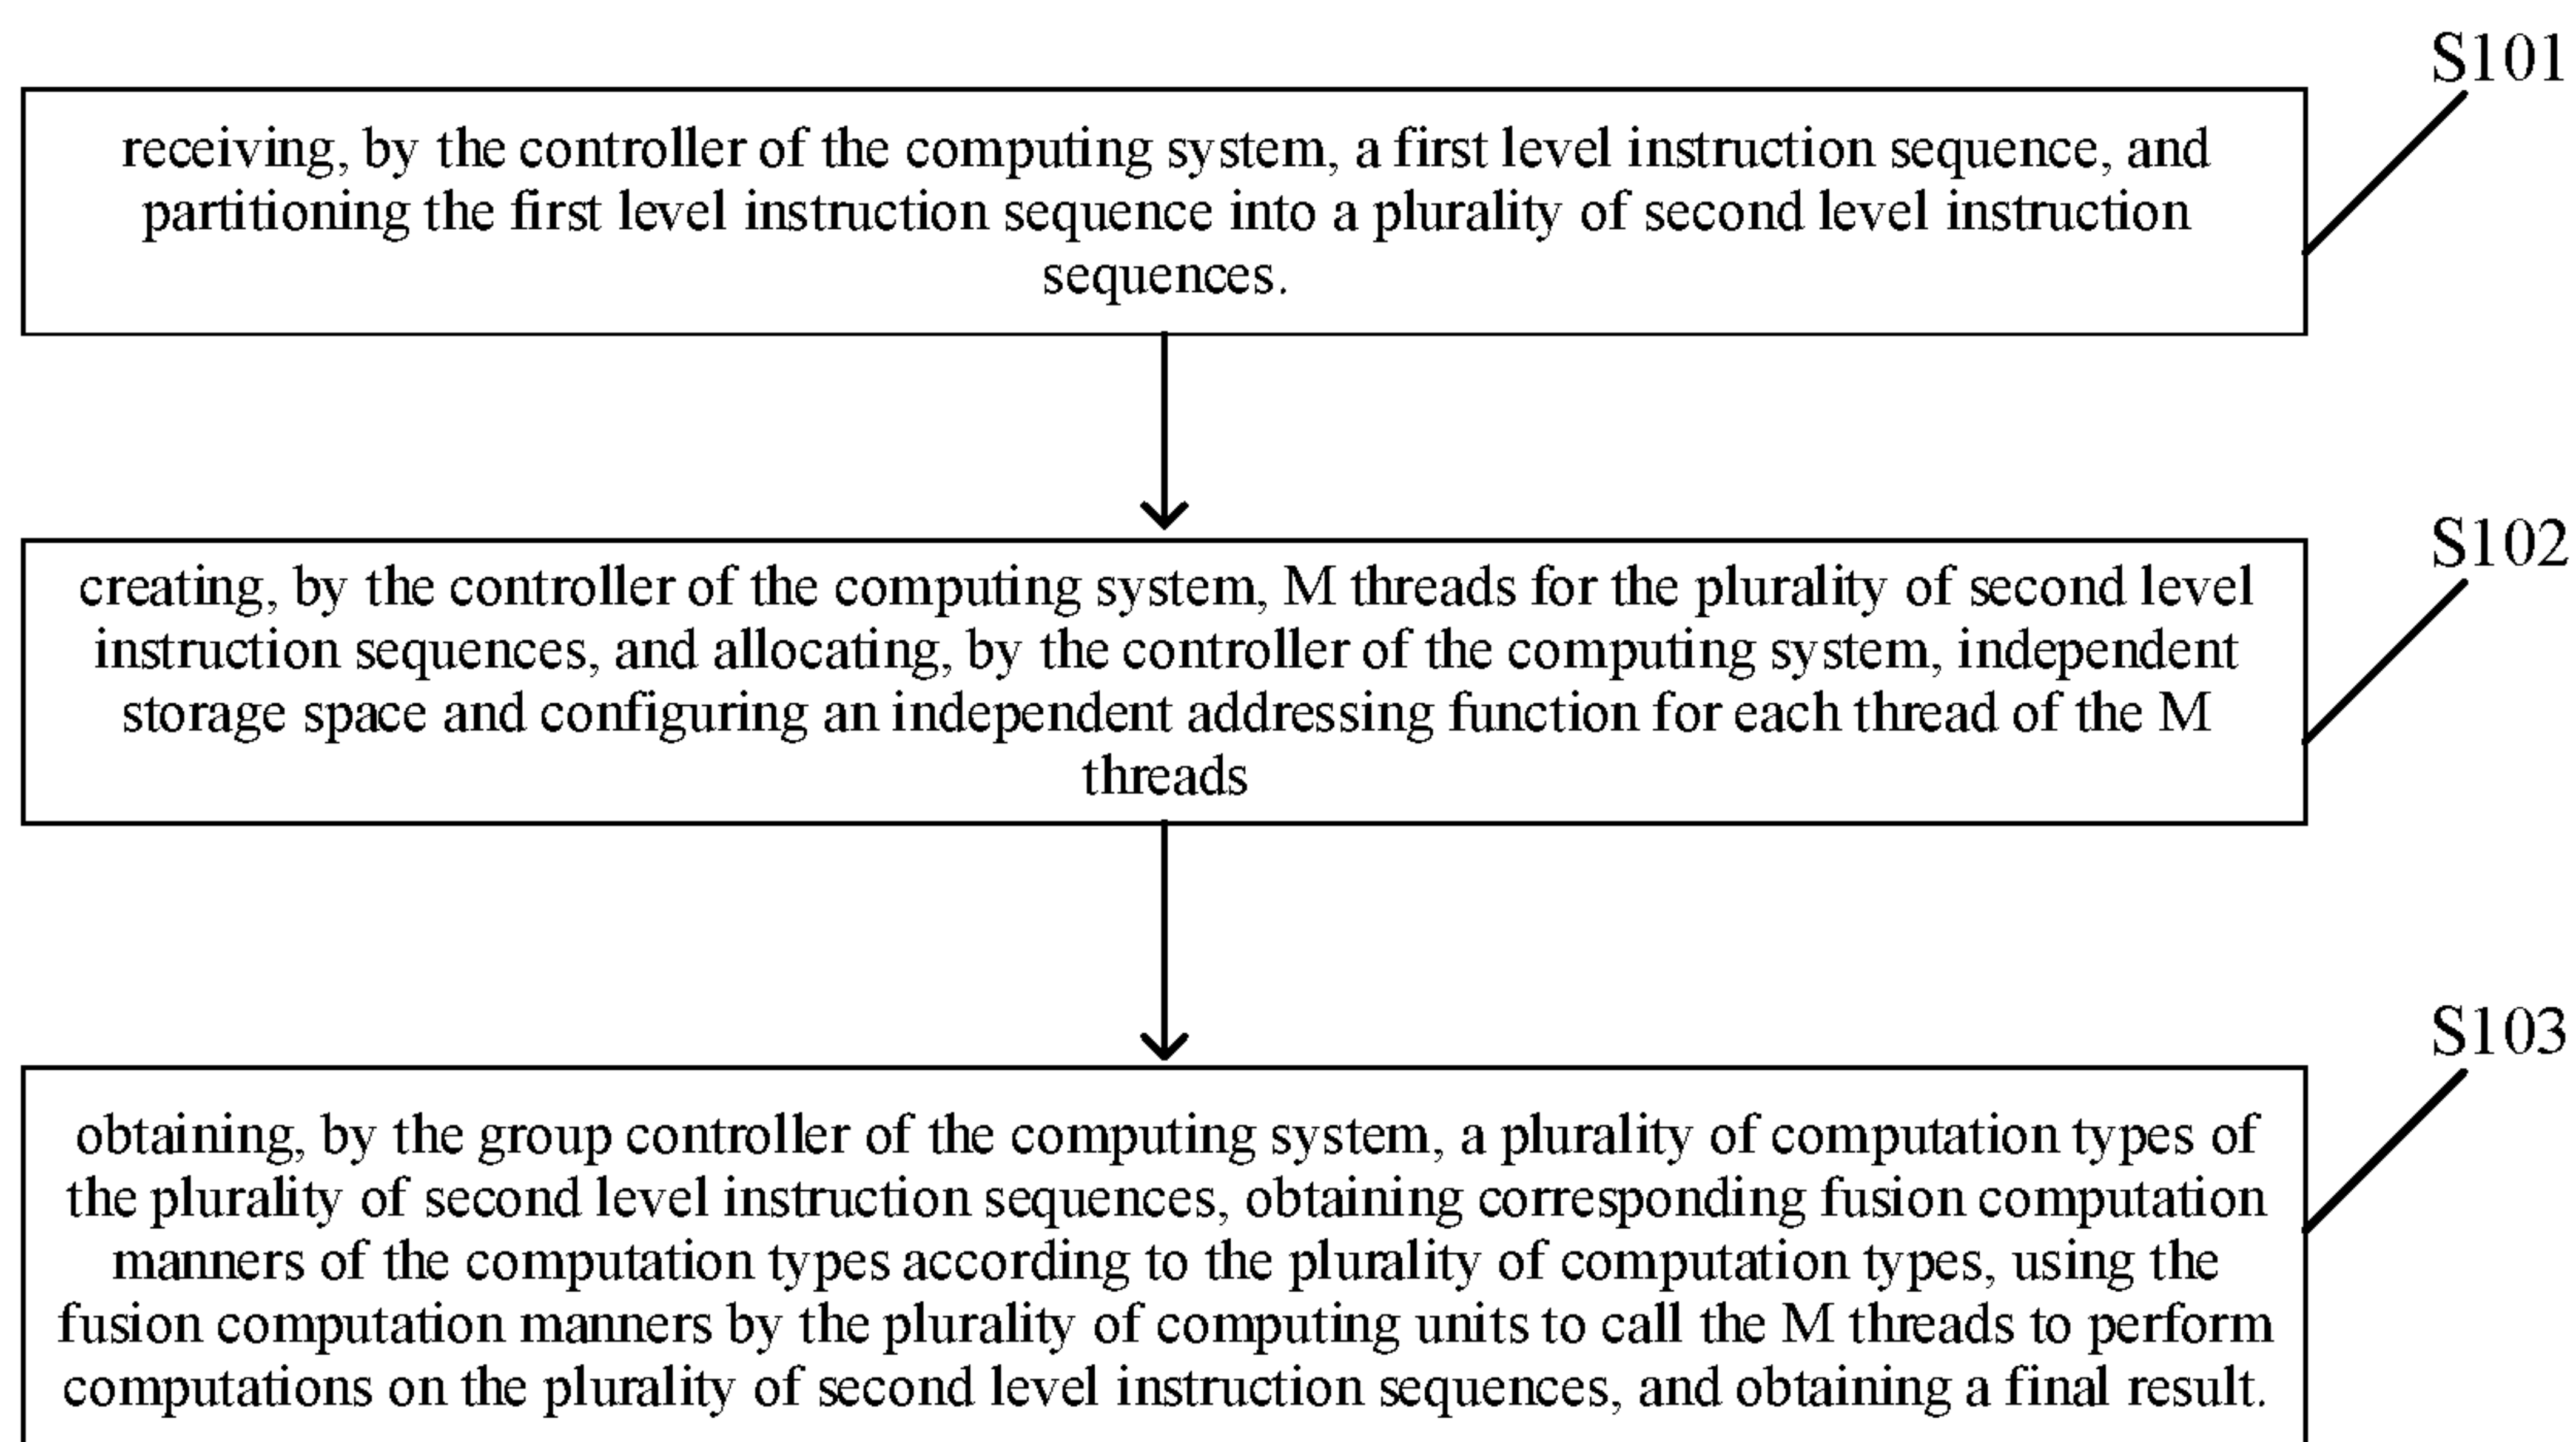 S101
receiving, by the controller of the computing system, a first level instruction sequence, and
partitioning the first level instruction sequence into a plurality of second level instruction
sequences.
S102
creating, by the controller of the computing system, M threads for the plurality of second level
instruction sequences, and allocating, by the controller of the computing system, independent
storage space and configuring an independent addressing function for each thread of the M
threads
S103
obtaining, by the group controller of the computing system, a plurality of computation types of
the plurality of second level instruction sequences, obtaining corresponding fusion computation
manners of the computation types according to the plurality of computation types, using the
fusion computation manners by the plurality of computing units to call the M threads to perform
computations on the plurality of second level instruction sequences, and obtaining a final result.